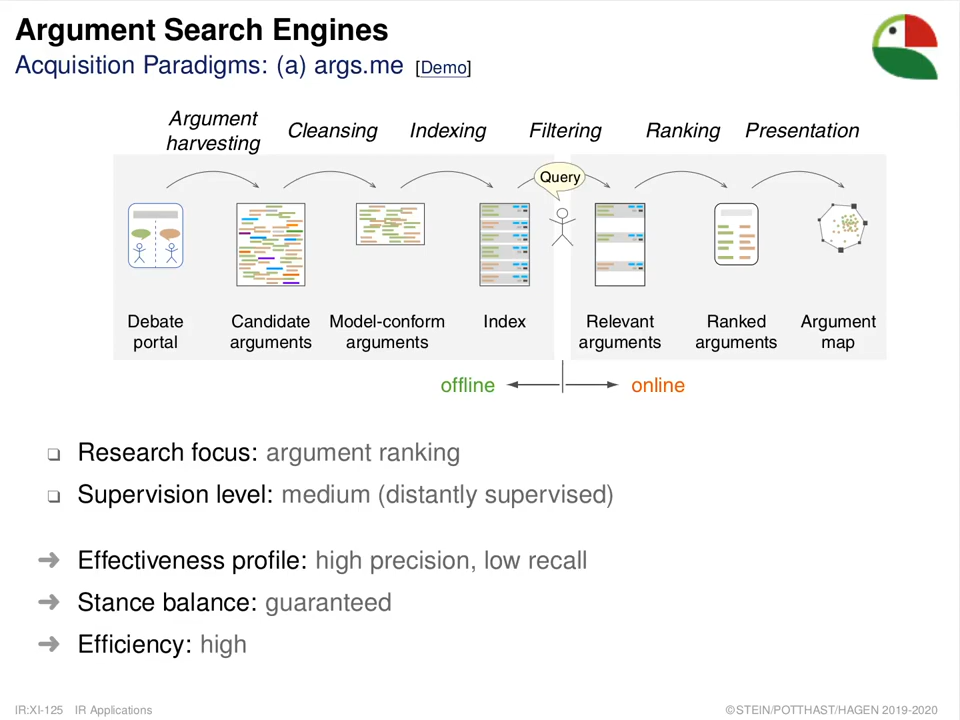 Argument Search Engines
Acquisition Paradigms: (a) args.me [Demo]
Argument
harvesting
Cleansing
Indexing
Filtering
Ranking
Presentation
Query
Debate
portal
Candidate
arguments
Model-conform
arguments
Index
Relevant
arguments
Ranked
arguments
Argument
map
offline
online
❑ Research focus: argument ranking
❑ Supervision level: medium (distantly supervised)
➜ Effectiveness profile: high precision, low recall
➜ Stance balance: guaranteed
➜ Efficiency: high
IR:XI-125 IR Applications
©STEIN/POTTHAST/HAGEN 2019-2020